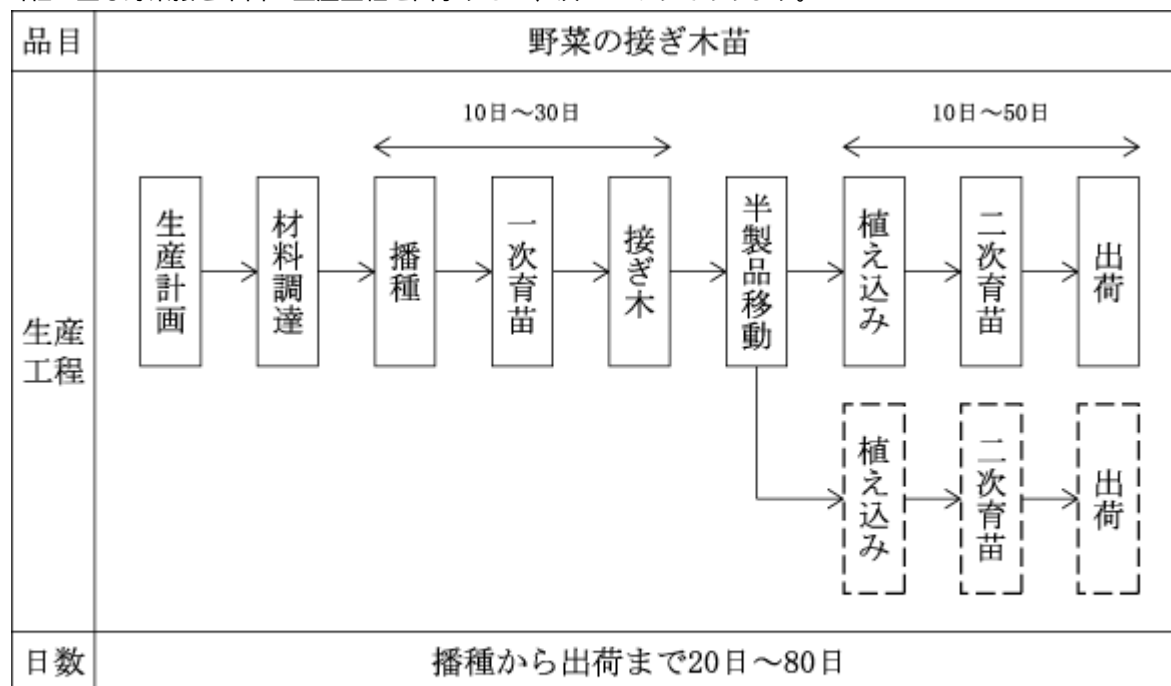 品目
野菜の接ぎ木苗
生産工程
10日～30日
10日～50日
生産計画
材料調達
播種
一次育苗
接ぎ木
半製品移動
植え込み
二次育苗
出荷
植え込み
二次育苗
出荷
日数
播種から出荷まで20日～80日